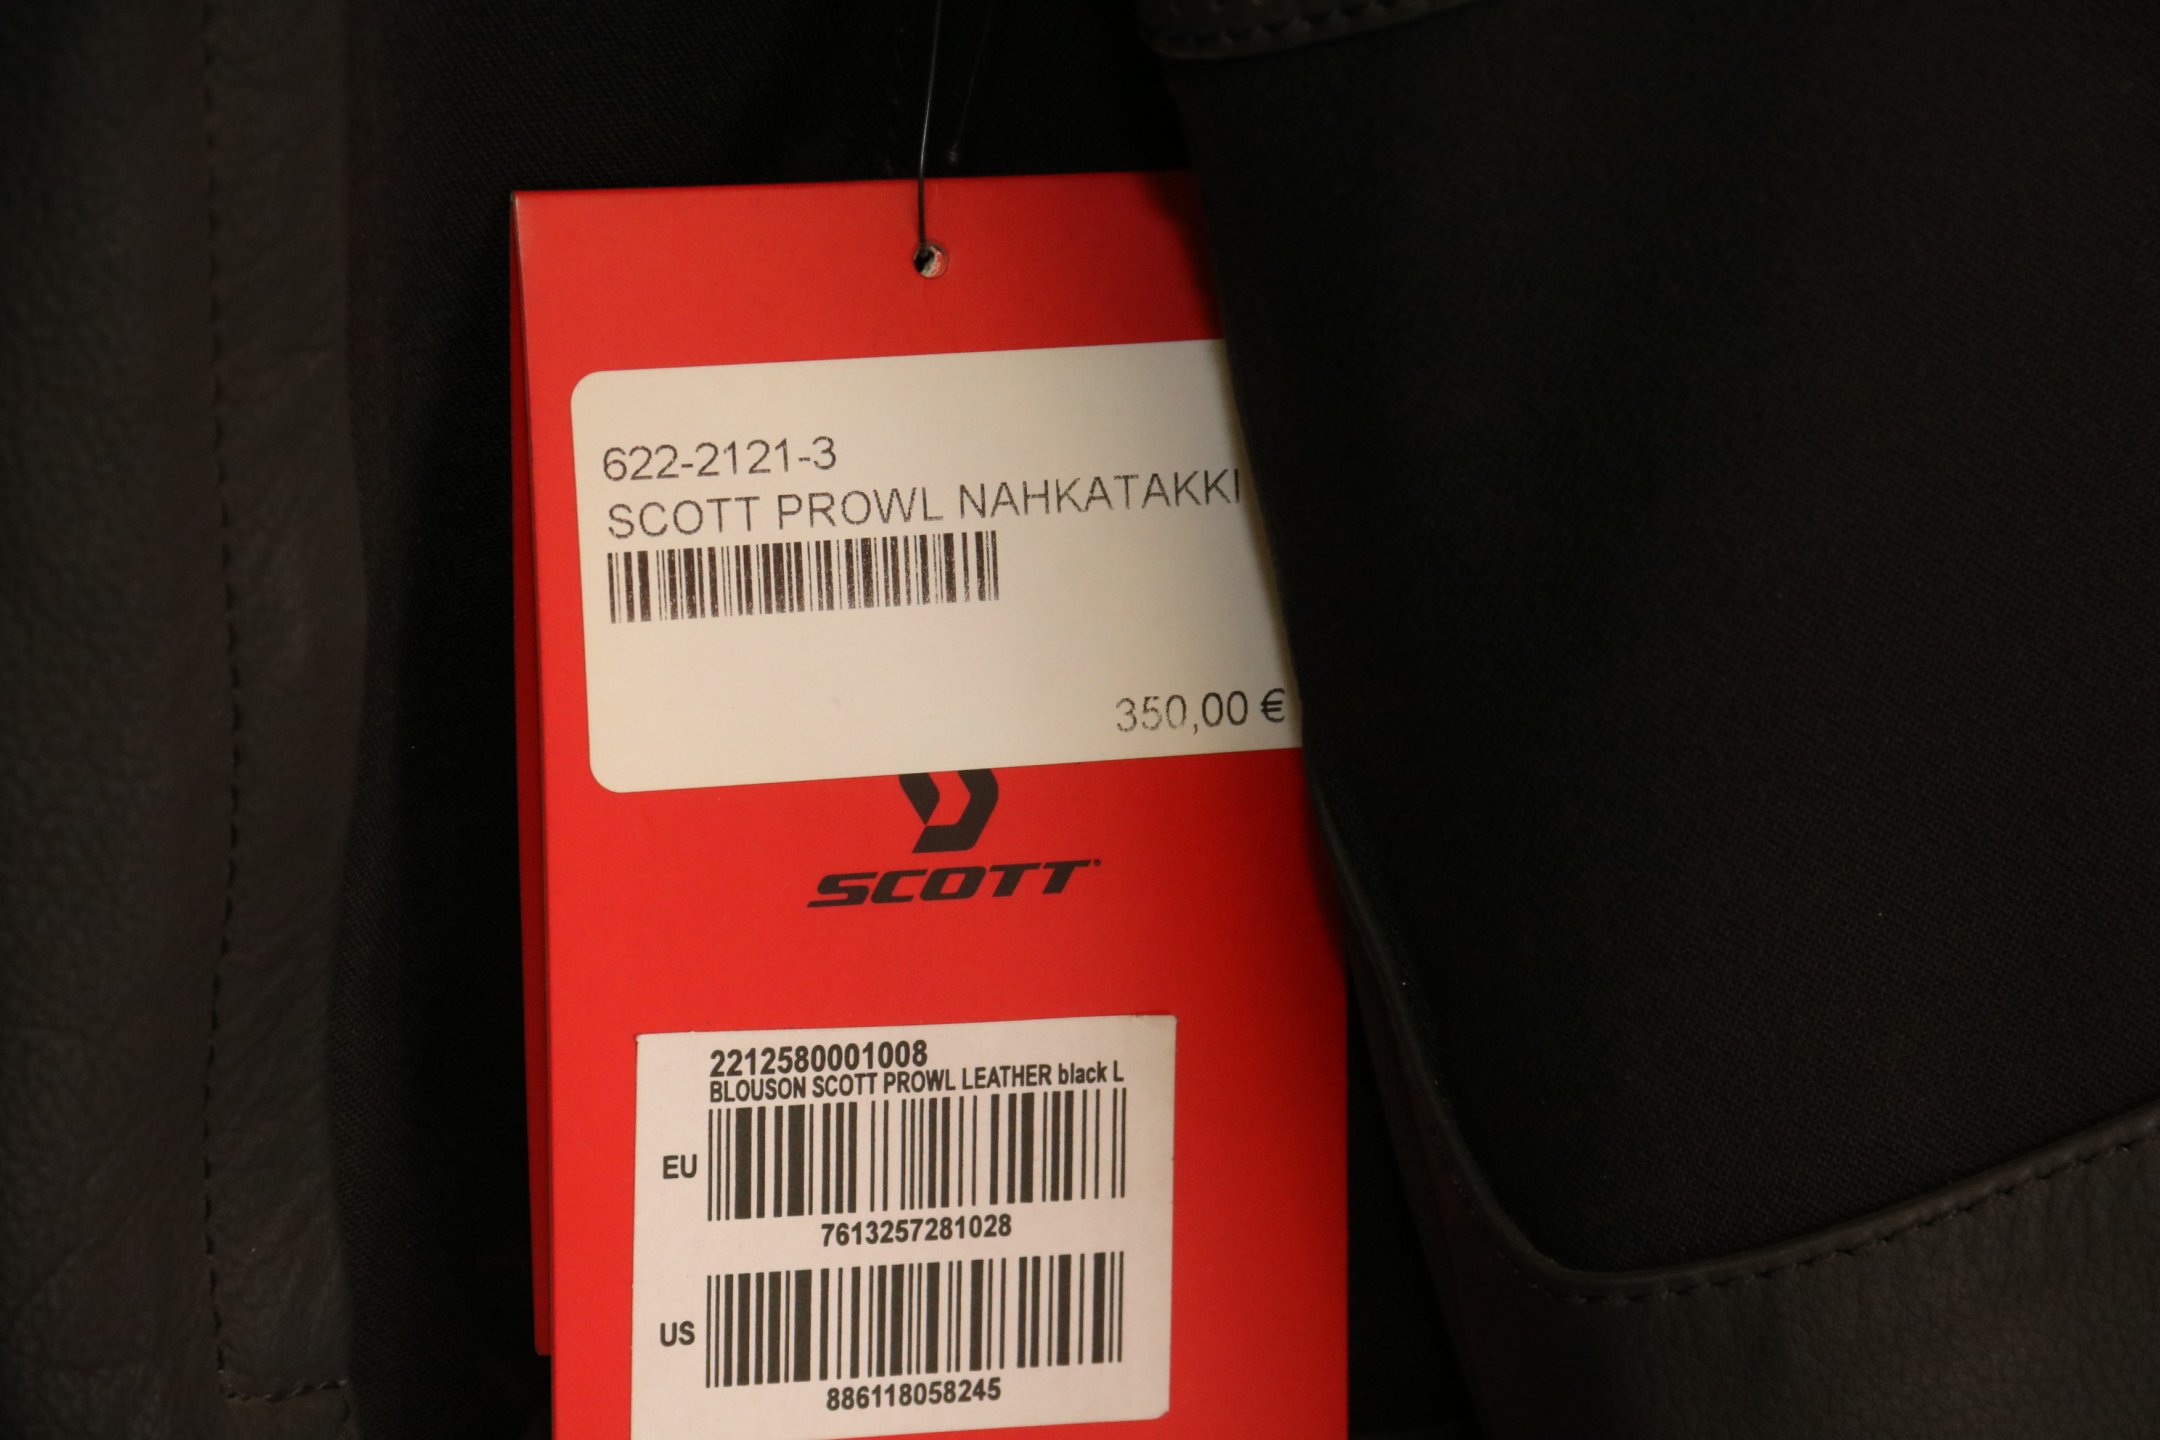 622-2121-3
SCOTT PROWL NAHKATAKKI
350,00 €
SCOTT
2212580001008
BLOUSON SCOTT PROWL LEATHER black L
EU
7613257281028
US
886118058245